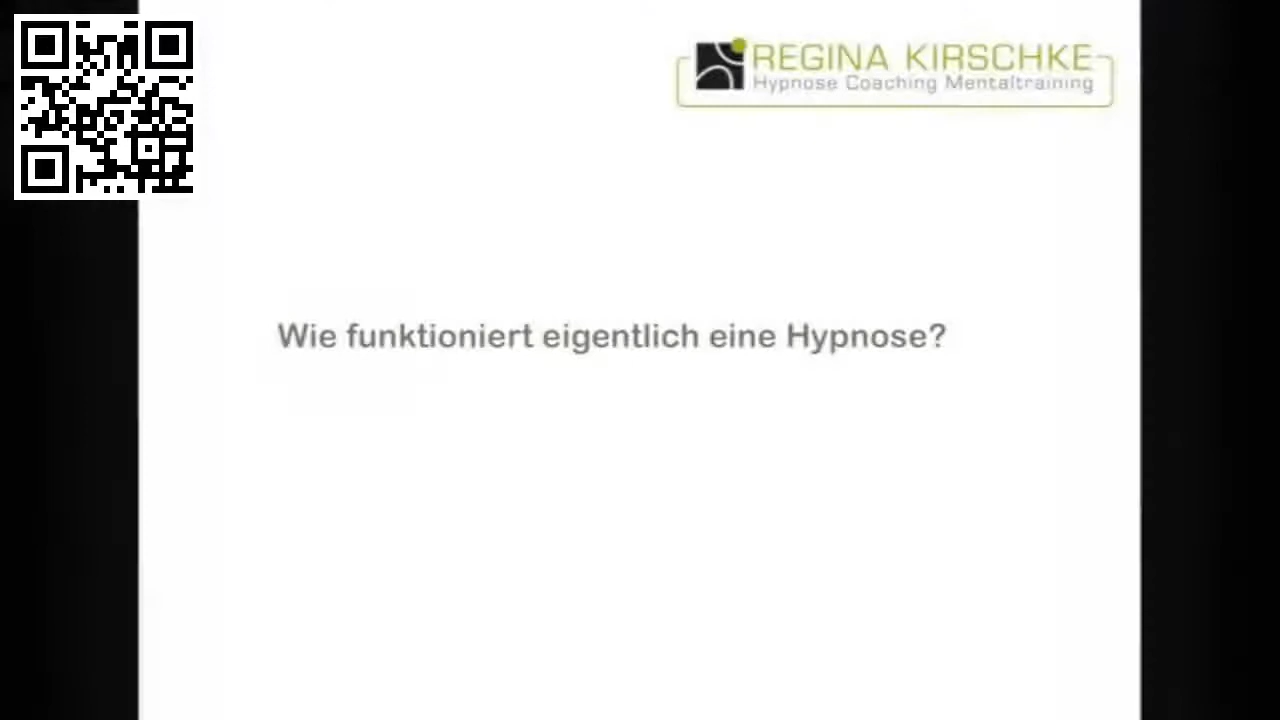 REGINA KIRSCHKE
Hypnose Coaching Mentaltraining
Wie funktioniert eigentlich eine Hypnose?